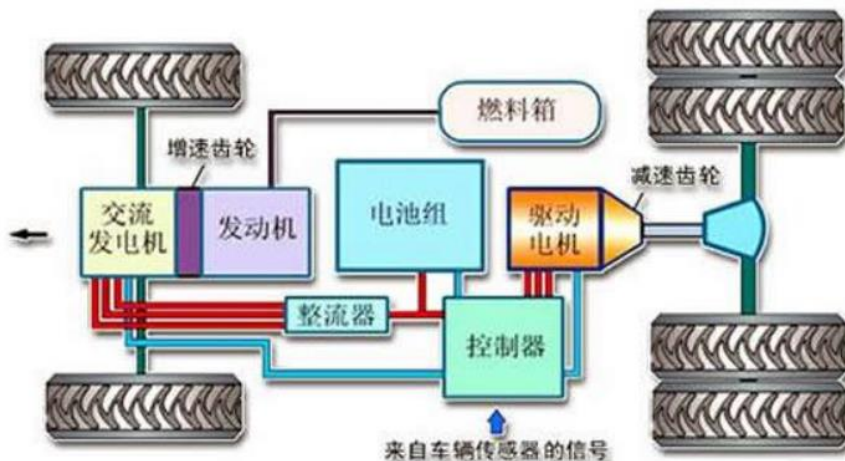 燃料箱
增速齿轮
减速齿轮
交流
发电机
发动机
电池组
驱动
电机
整流器
控制器
来自车辆传感器的信号